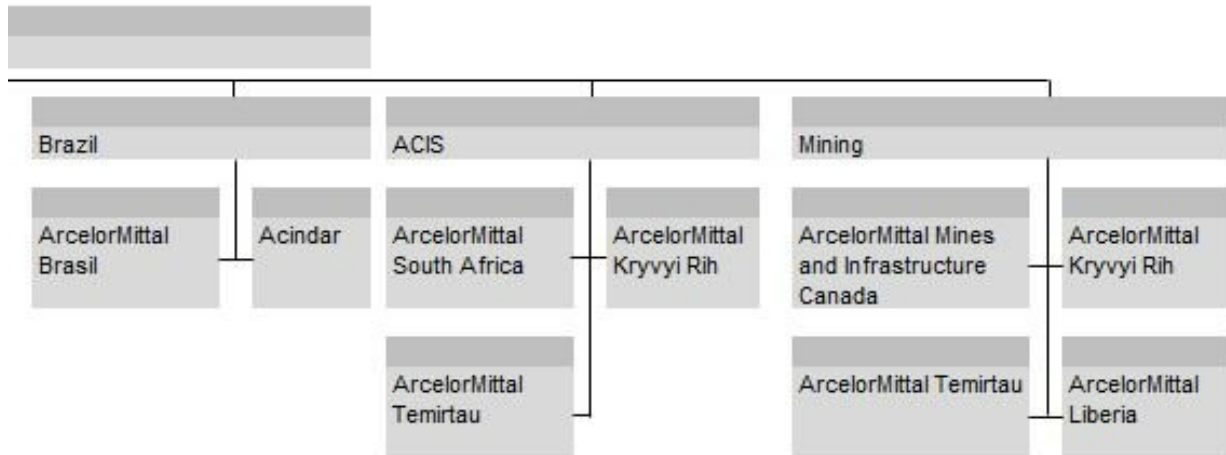 Brazil
ACIS
Mining
ArcelorMittal
Brasil
Acindar
ArcelorMittal
South Africa
ArcelorMittal
Kryvyi Rih
ArcelorMittal Mines
and Infrastructure
Canada
ArcelorMittal
Kryvyi Rih
ArcelorMittal
Temirtau
ArcelorMittal Temirtau
ArcelorMittal
Liberia